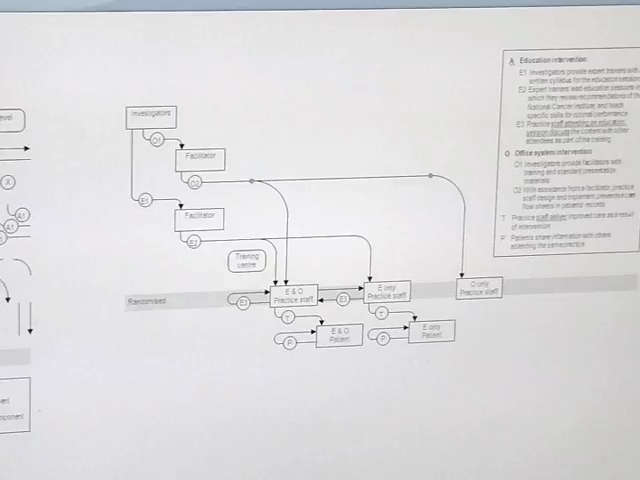 evel
X
A1
A1
ent
mponent
Investigators
O1
Facilitator
O2
E1
Facilitator
E2
Training
centre
Randomised
E & O
Practice staff
E only
Practice staff
O only
Practice staff
E3
E3
T
T
E & O
Patient
E only
Patient
P
P
A Education intervention
E1 Investigators provide expert trainers with
written syllabus for the education session
E2 Expert trainers lead education sessions in
which they review recommendations of the
National Cancer Institute, and teach
specific skills for optimal performance
E3 Practice staff attending an education
session discuss the content with other
attendees as part of the training
O Office system intervention
O1 Investigators provide facilitators with
training and standard presentation
materials
O2 With assistance from a facilitator, practice
staff design and implement preventive care
flow sheets in patients' records
T Practice staff deliver improved care as a result
of intervention
P Patients share information with others
attending the same practice